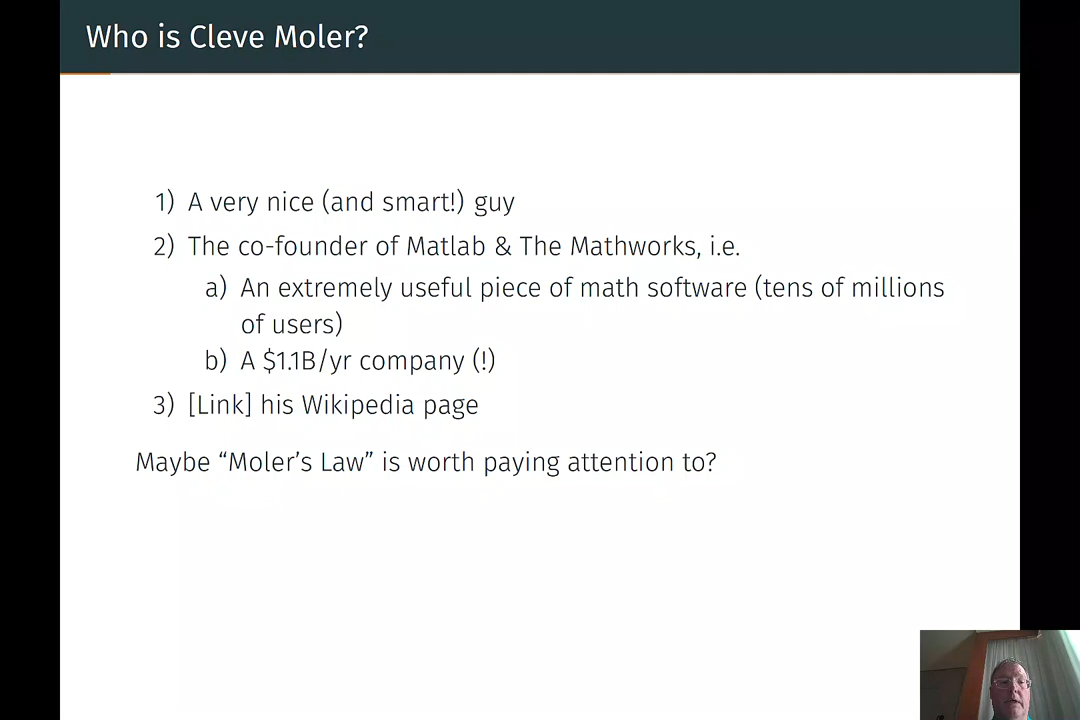 Who is Cleve Moler?
1) A very nice (and smart!) guy
2) The co-founder of Matlab & The Mathworks, i.e.
a) An extremely useful piece of math software (tens of millions
of users)
b) A $1.1B/yr company (!)
3) [Link] his Wikipedia page
Maybe “Moler’s Law” is worth paying attention to?